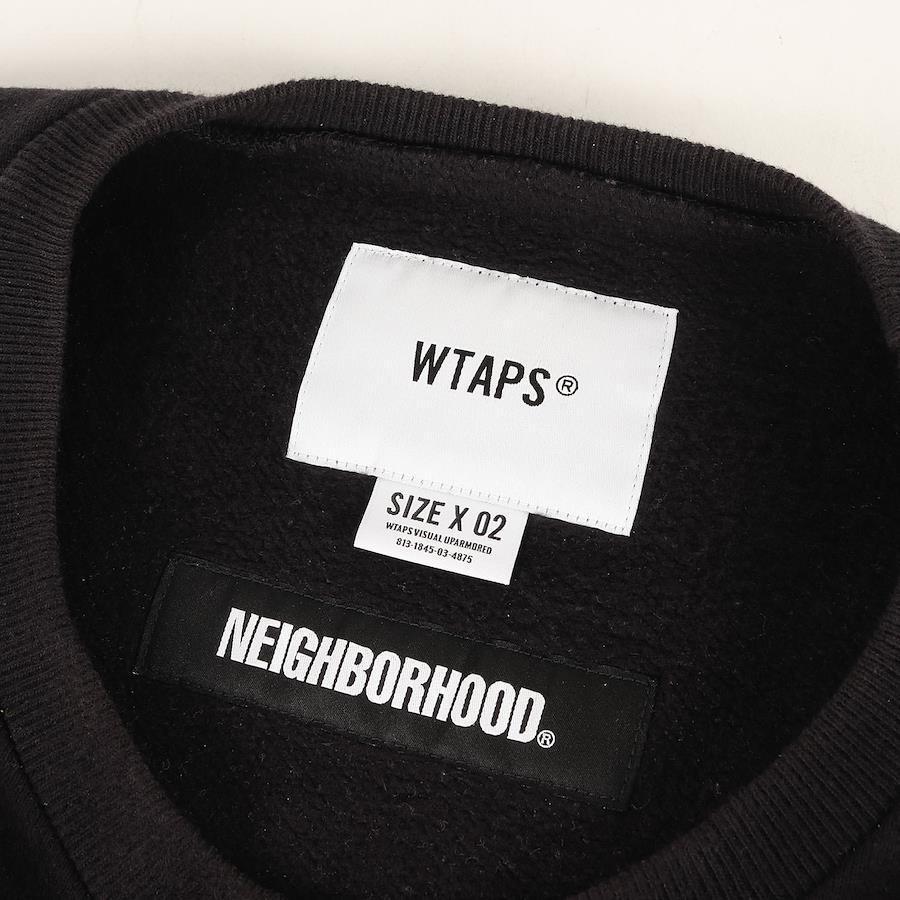 WTAPS®
SIZE X 02
WTAPS VISUAL UPARMORED
813-1845-03-4875
NEIGHBORHOOD®